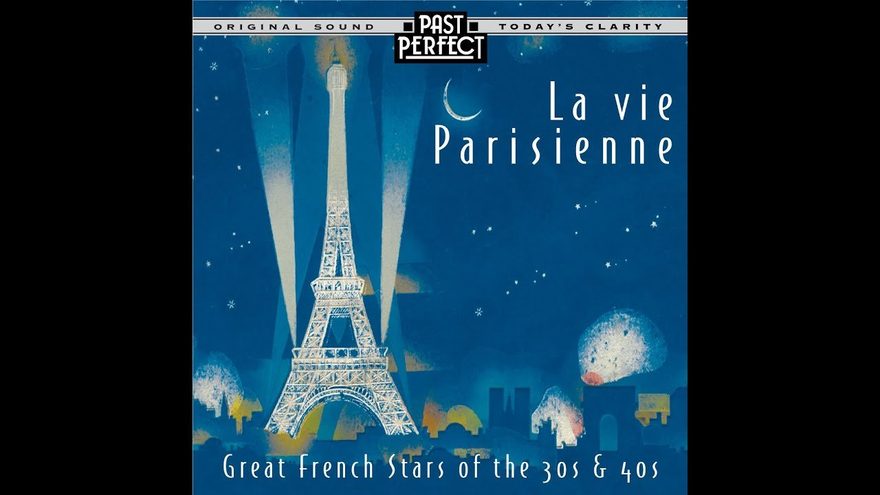 ORIGINAL SOUND
PAST
PERFECT
TODAY'S CLARITY
La vie
Parisienne
Great French Stars of the 30s & 40s